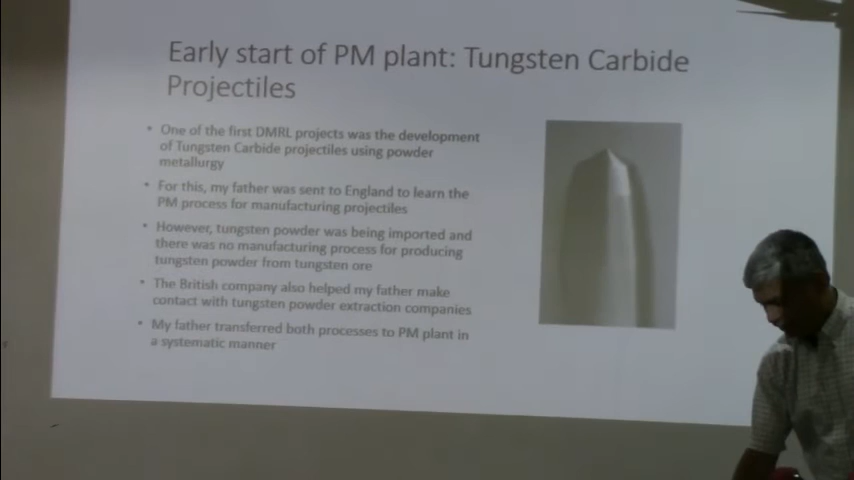 Early start of PM plant: Tungsten Carbide
Projectiles
• One of the first DMRL projects was the development
of Tungsten Carbide projectiles using powder
metallurgy
• For this, my father was sent to England to learn the
PM process for manufacturing projectiles
• However, tungsten powder was being imported and
there was no manufacturing process for producing
tungsten powder from tungsten ore
• The British company also helped my father make
contact with tungsten powder extraction companies
• My father transferred both processes to PM plant in
a systematic manner